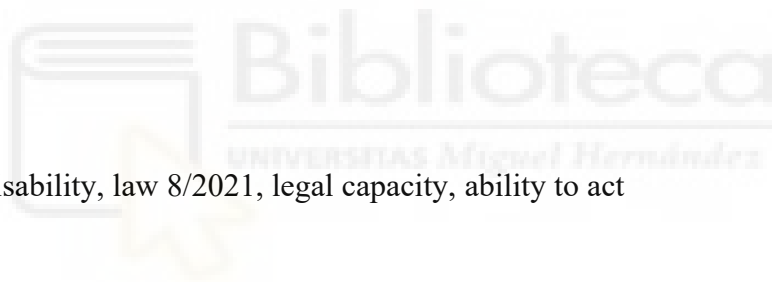 Biblioteca
UNIVERSITAS Miguel Hernández
sability, law 8/2021, legal capacity, ability to act